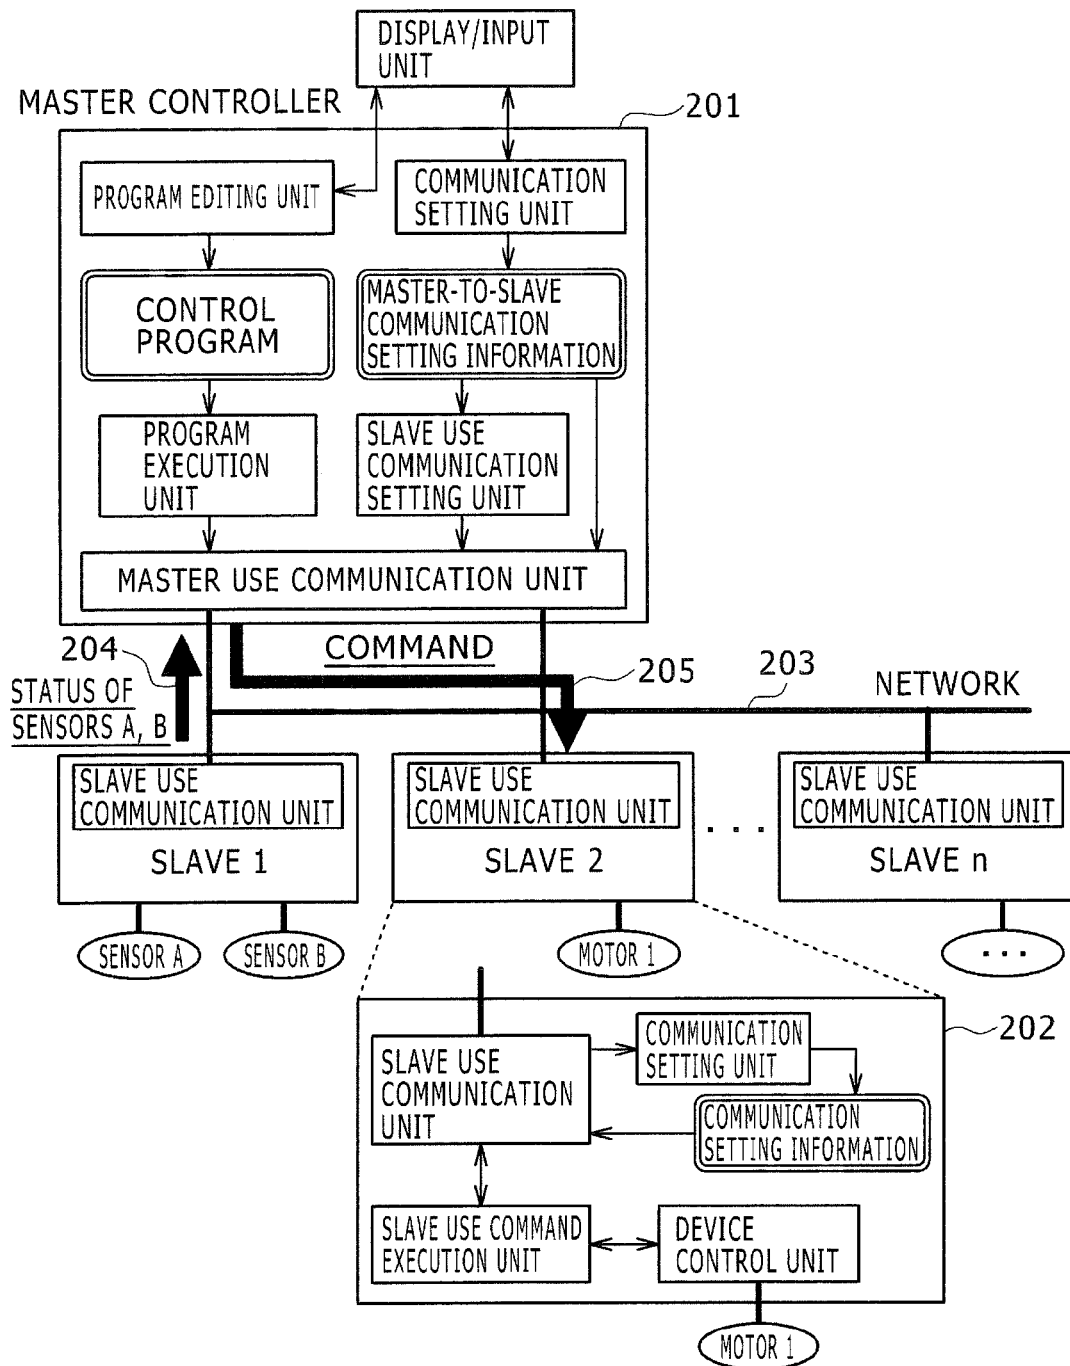 DISPLAY/INPUT
UNIT
MASTER CONTROLLER
201
PROGRAM EDITING UNIT
COMMUNICATION
SETTING UNIT
CONTROL
PROGRAM
MASTER-TO-SLAVE
COMMUNICATION
SETTING INFORMATION
PROGRAM
EXECUTION
UNIT
SLAVE USE
COMMUNICATION
SETTING UNIT
MASTER USE COMMUNICATION UNIT
204
COMMAND
205
203
NETWORK
STATUS OF
SENSORS A, B
SLAVE USE
COMMUNICATION UNIT
SLAVE 1
SLAVE USE
COMMUNICATION UNIT
SLAVE 2
. . .
SLAVE USE
COMMUNICATION UNIT
SLAVE n
SENSOR A
SENSOR B
MOTOR 1
. . .
202
SLAVE USE
COMMUNICATION
UNIT
COMMUNICATION
SETTING UNIT
COMMUNICATION
SETTING INFORMATION
SLAVE USE COMMAND
EXECUTION UNIT
DEVICE
CONTROL UNIT
MOTOR 1